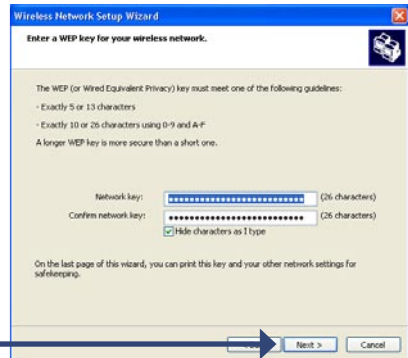 Wireless Network Setup Wizard
Enter a WEP key for your wireless network.
The WEP (or Wired Equivalent Privacy) key must meet one of the following guidelines:
- Exactly 5 or 13 characters
- Exactly 10 or 26 characters using 0-9 and A-F
A longer WEP key is more secure than a short one.
Network key: •••••••••••••••••••••••••• (26 characters)
Confirm network key: •••••••••••••••••••••••••• (26 characters)
Hide characters as I type
On the last page of this wizard, you can print this key and your other network settings for
safekeeping.
Next > Cancel